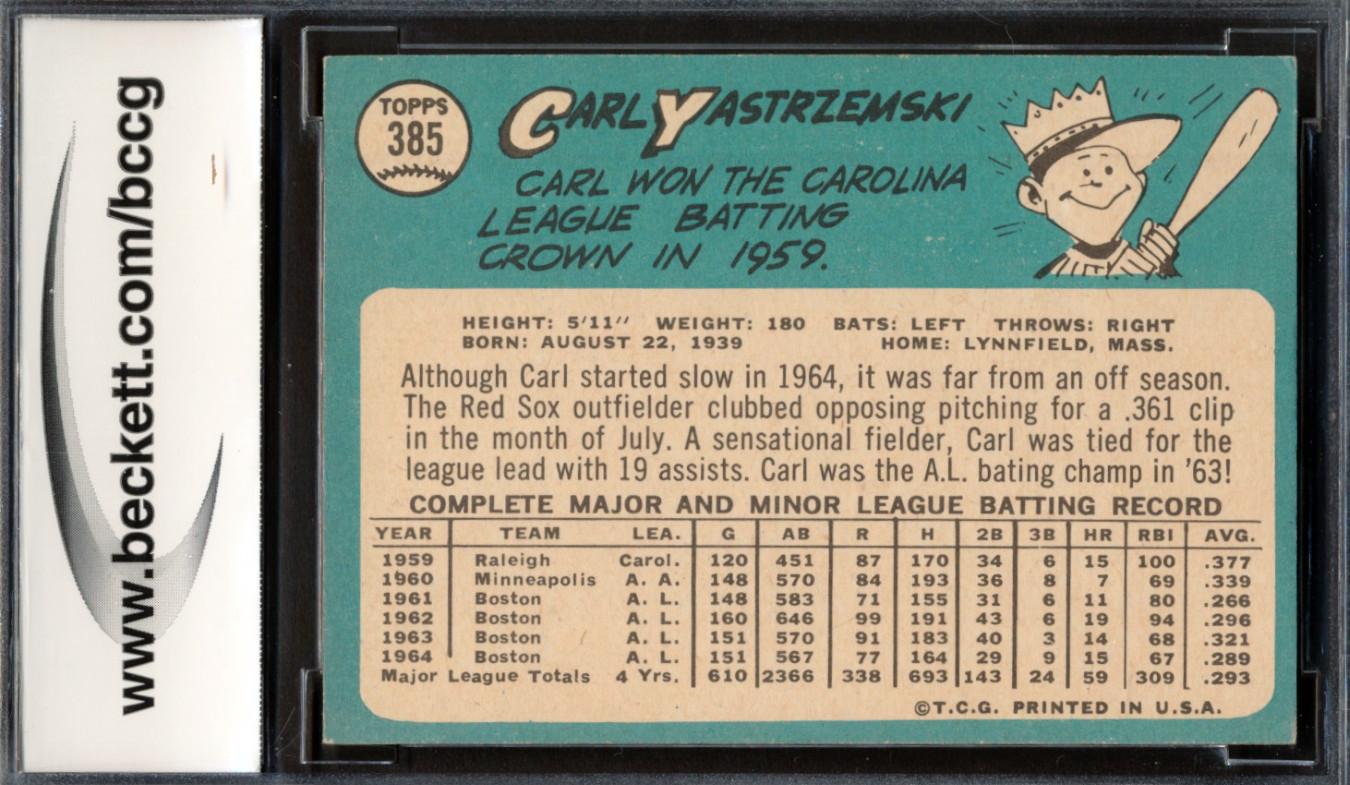 www.beckett.com/bccg
TOPPS
385
CARL YASTRZEMSKI
CARL WON THE CAROLINA
LEAGUE BATTING
CROWN IN 1959.
HEIGHT: 5'11" WEIGHT: 180 BATS: LEFT THROWS: RIGHT
BORN: AUGUST 22, 1939 HOME: LYNNFIELD, MASS.
Although Carl started slow in 1964, it was far from an off season.
The Red Sox outfielder clubbed opposing pitching for a .361 clip
in the month of July. A sensational fielder, Carl was tied for the
league lead with 19 assists. Carl was the A.L. bating champ in '63!
COMPLETE MAJOR AND MINOR LEAGUE BATTING RECORD
YEAR TEAM LEA. G AB R H 2B 3B HR RBI AVG.
1959 Raleigh Carol. 120 451 87 170 34 6 15 100 .377
1960 Minneapolis A. A. 148 570 84 193 36 8 7 69 .339
1961 Boston A. L. 148 583 71 155 31 6 11 80 .266
1962 Boston A. L. 160 646 99 191 43 6 19 94 .296
1963 Boston A. L. 151 570 91 183 40 3 14 68 .321
1964 Boston A. L. 151 567 77 164 29 9 15 67 .289
Major League Totals 4 Yrs. 610 2366 338 693 143 24 59 309 .293
©T.C.G. PRINTED IN U.S.A.